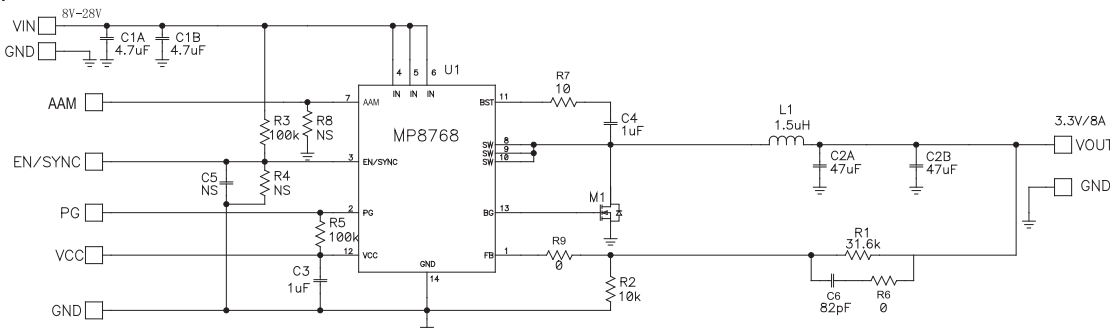 VIN
8V-28V
C1A
4.7uF
C1B
4.7uF
GND
4
5
6
U1
IN
IN
IN
AAM
7
AAM
R8
NS
R3
100k
MP8768
BST
11
R7
10
C4
1uF
SW
8
SW
9
SW
10
L1
1.5uH
3.3V/8A
VOUT
C2A
47uF
C2B
47uF
GND
EN/SYNC
3
EN/SYNC
C5
NS
R4
NS
M1
PG
2
PG
BG
13
R5
100k
VCC
12
VCC
FB
1
R9
0
R1
31.6k
GND
14
C3
1uF
R2
10k
C6
82pF
R6
0
GND